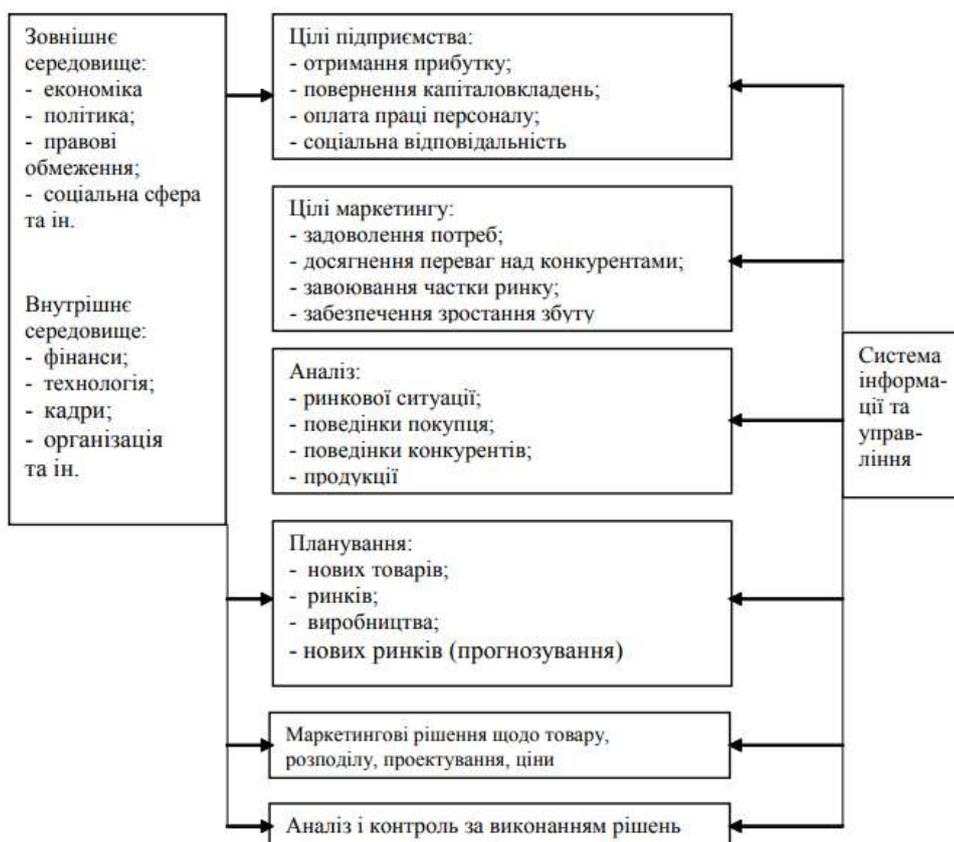 Зовнішнє
середовище:
- економіка
- політика;
- правові
обмеження;
- соціальна сфера
та ін.
Внутрішнє
середовище:
- фінанси;
- технологія;
- кадри;
- організація
та ін.
Цілі підприємства:
- отримання прибутку;
- повернення капіталовкладень;
- оплата праці персоналу;
- соціальна відповідальність
Цілі маркетингу:
- задоволення потреб;
- досягнення переваг над конкурентами;
- завоювання частки ринку;
- забезпечення зростання збуту
Аналіз:
- ринкової ситуації;
- поведінки покупця;
- поведінки конкурентів;
- продукції
Планування:
- нових товарів;
- ринків;
- виробництва;
- нових ринків (прогнозування)
Маркетингові рішення щодо товару,
розподілу, проектування, ціни
Аналіз і контроль за виконанням рішень
Система
інформа-
ції та
управ-
ління